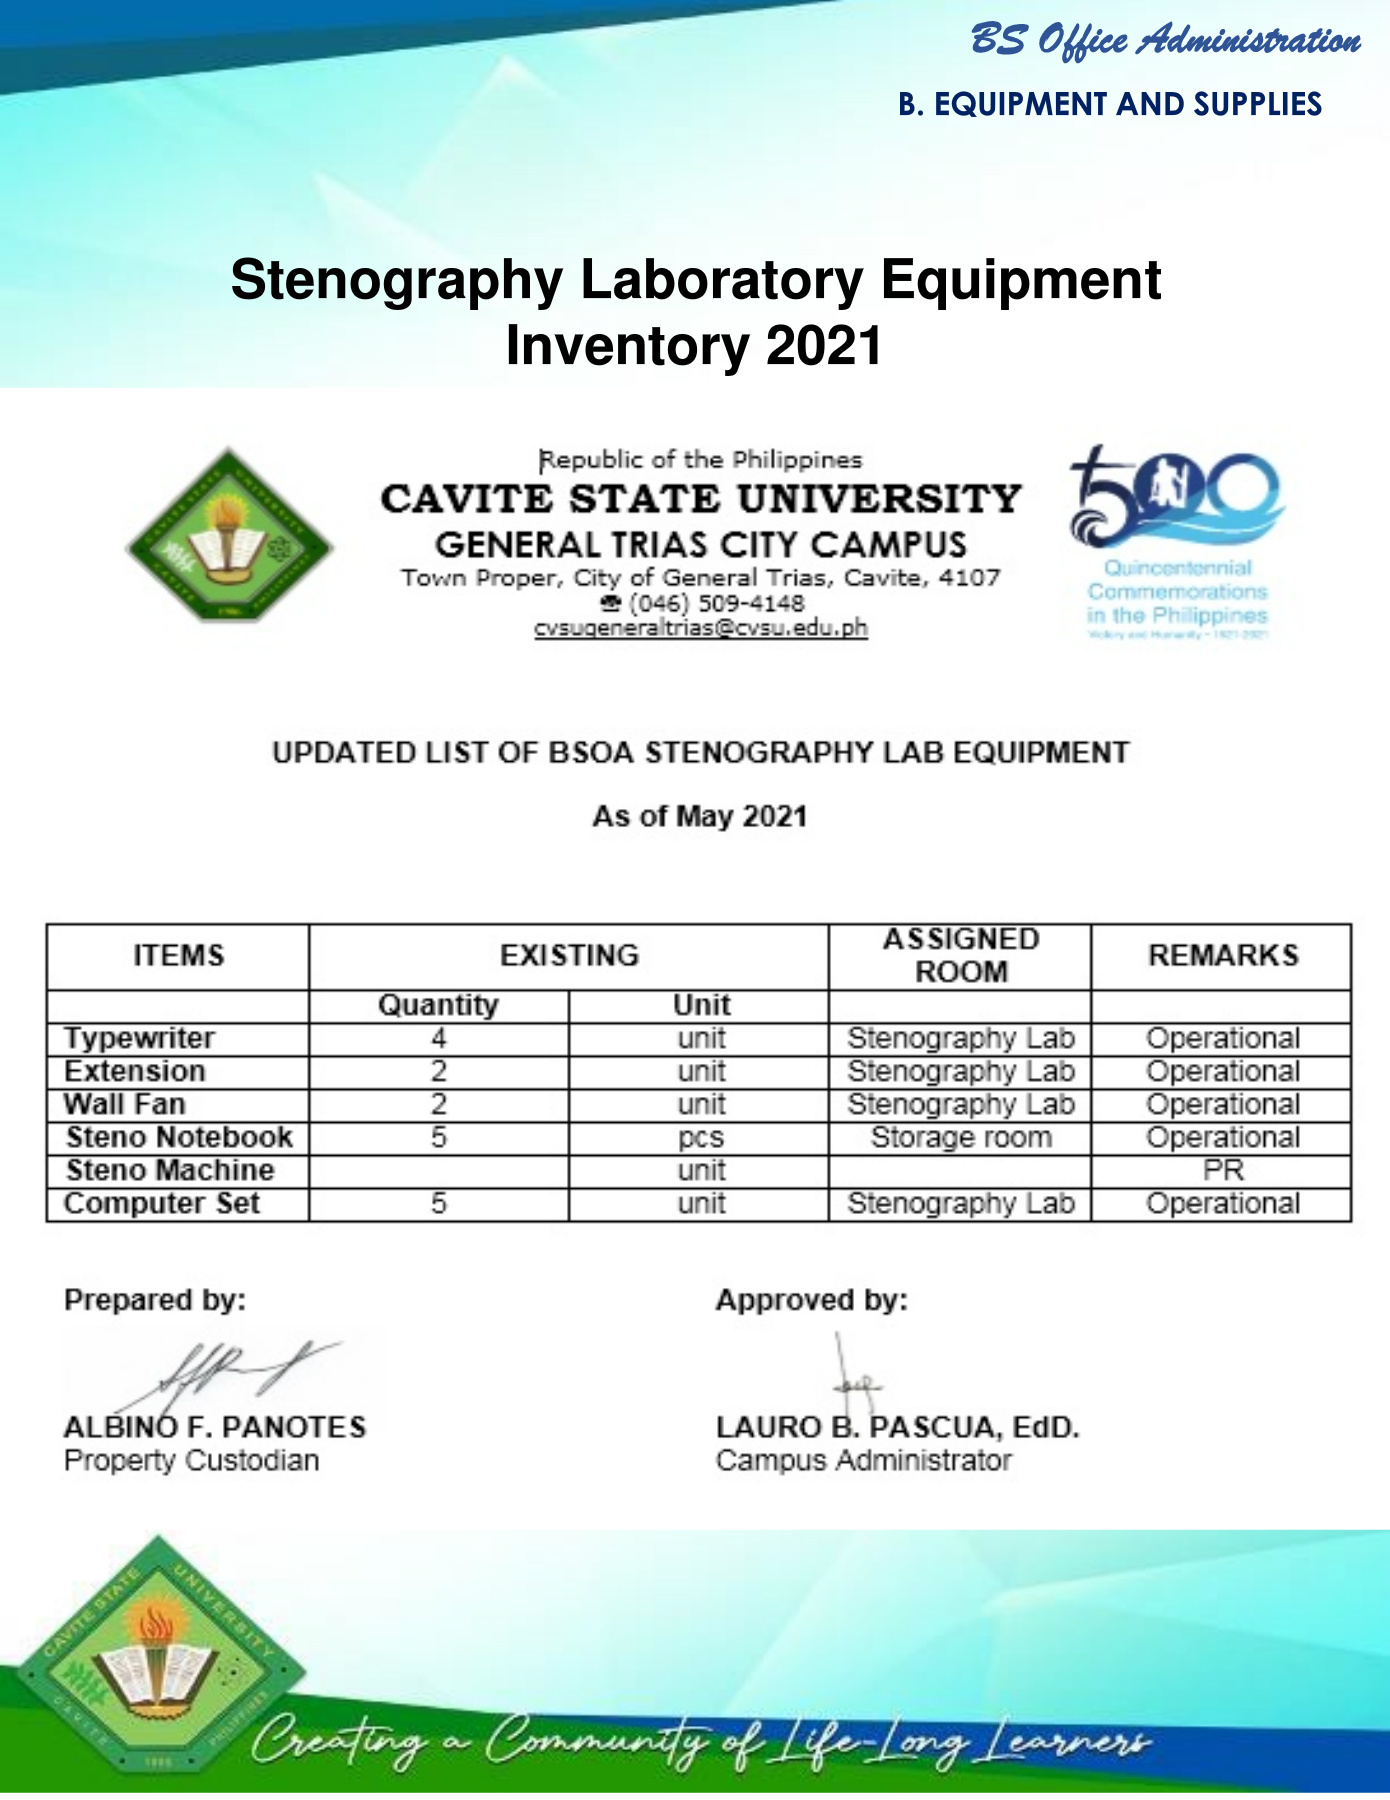 BS Office Administration
B. EQUIPMENT AND SUPPLIES
Stenography Laboratory Equipment
Inventory 2021
Republic of the Philippines
CAVITE STATE UNIVERSITY
GENERAL TRIAS CITY CAMPUS
Town Proper, City of General Trias, Cavite, 4107
☎ (046) 509-4148
cvsugeneraltrias@cvsu.edu.ph
500
Quincentennial
Commemorations
in the Philippines
Victory and Humanity • 1521-2021
UPDATED LIST OF BSOA STENOGRAPHY LAB EQUIPMENT
As of May 2021
ITEMS EXISTING ASSIGNED ROOM REMARKS
Quantity Unit
Typewriter 4 unit Stenography Lab Operational
Extension 2 unit Stenography Lab Operational
Wall Fan 2 unit Stenography Lab Operational
Steno Notebook 5 pcs Storage room Operational
Steno Machine unit PR
Computer Set 5 unit Stenography Lab Operational
Prepared by: Approved by:
ALBINO F. PANOTES LAURO B. PASCUA, EdD.
Property Custodian Campus Administrator
CAVITE STATE UNIVERSITY
CAVITE PHILIPPINES
Creating a Community of Life-Long Learners